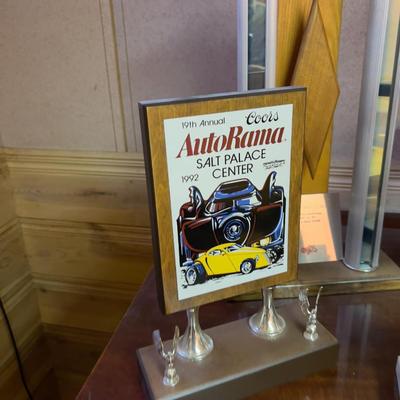 19th Annual Coors
AutoRama
SALT PALACE
1992 CENTER